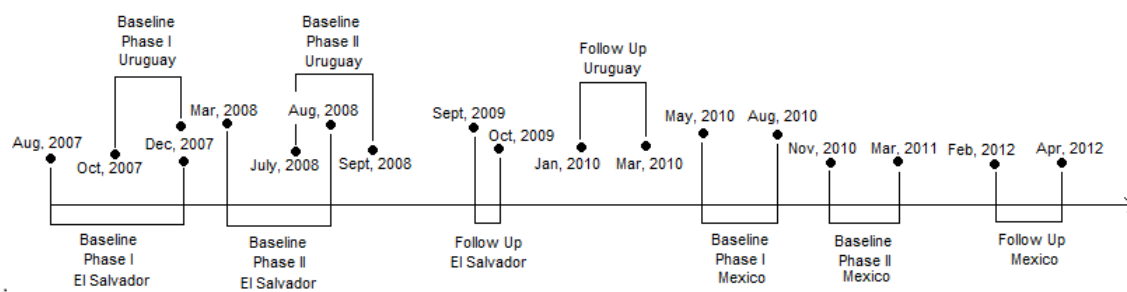 Baseline
Phase I
Uruguay
Baseline
Phase II
Uruguay
Follow Up
Uruguay
Aug, 2007
Oct, 2007
Dec, 2007
Mar, 2008
July, 2008
Aug, 2008
Sept, 2008
Sept, 2009
Oct, 2009
Jan, 2010
Mar, 2010
May, 2010
Aug, 2010
Nov, 2010
Mar, 2011
Feb, 2012
Apr, 2012
Baseline
Phase I
El Salvador
Baseline
Phase II
El Salvador
Follow Up
El Salvador
Baseline
Phase I
Mexico
Baseline
Phase II
Mexico
Follow Up
Mexico